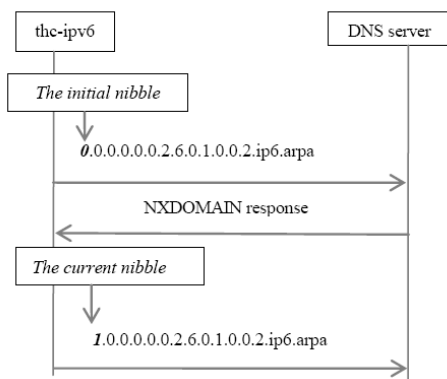 thc-ipv6
DNS server
The initial nibble
0.0.0.0.0.0.2.6.0.1.0.0.2.ip6.arpa
NXDOMAIN response
The current nibble
1.0.0.0.0.0.2.6.0.1.0.0.2.ip6.arpa